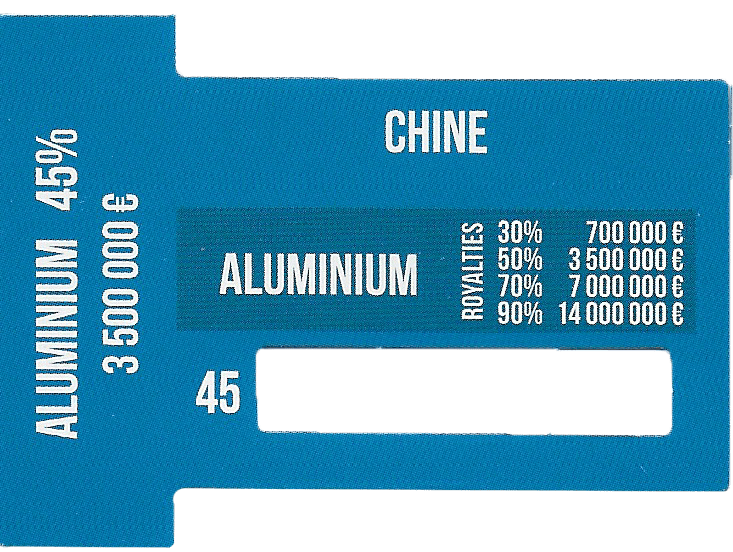 ALUMINIUM 45%
3 500 000 €
CHINE
ALUMINIUM
ROYALTIES
30% 700 000 €
50% 3 500 000 €
70% 7 000 000 €
90% 14 000 000 €
45